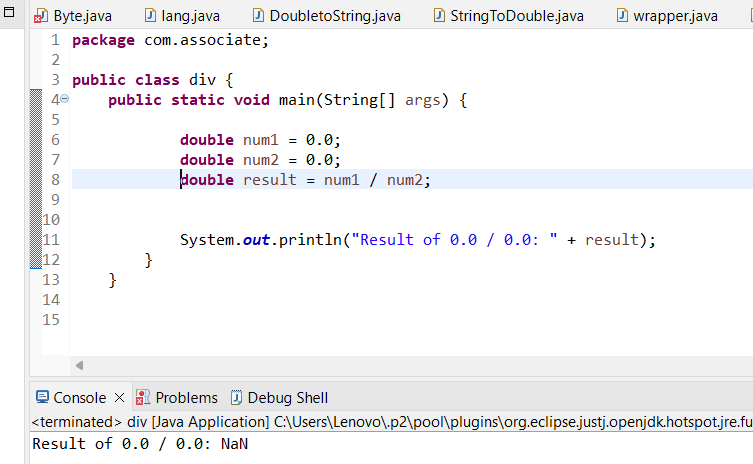 Byte.java lang.java DoubletoString.java StringToDouble.java wrapper.java
1 package com.associate;
2
3 public class div {
4 public static void main(String[] args) {
5
6 double num1 = 0.0;
7 double num2 = 0.0;
8 double result = num1 / num2;
9
10
11 System.out.println("Result of 0.0 / 0.0: " + result);
12 }
13 }
14
15
Console Problems Debug Shell
<terminated> div [Java Application] C:\Users\Lenovo\.p2\pool\plugins\org.eclipse.justj.openjdk.hotspot.jre.fu
Result of 0.0 / 0.0: NaN